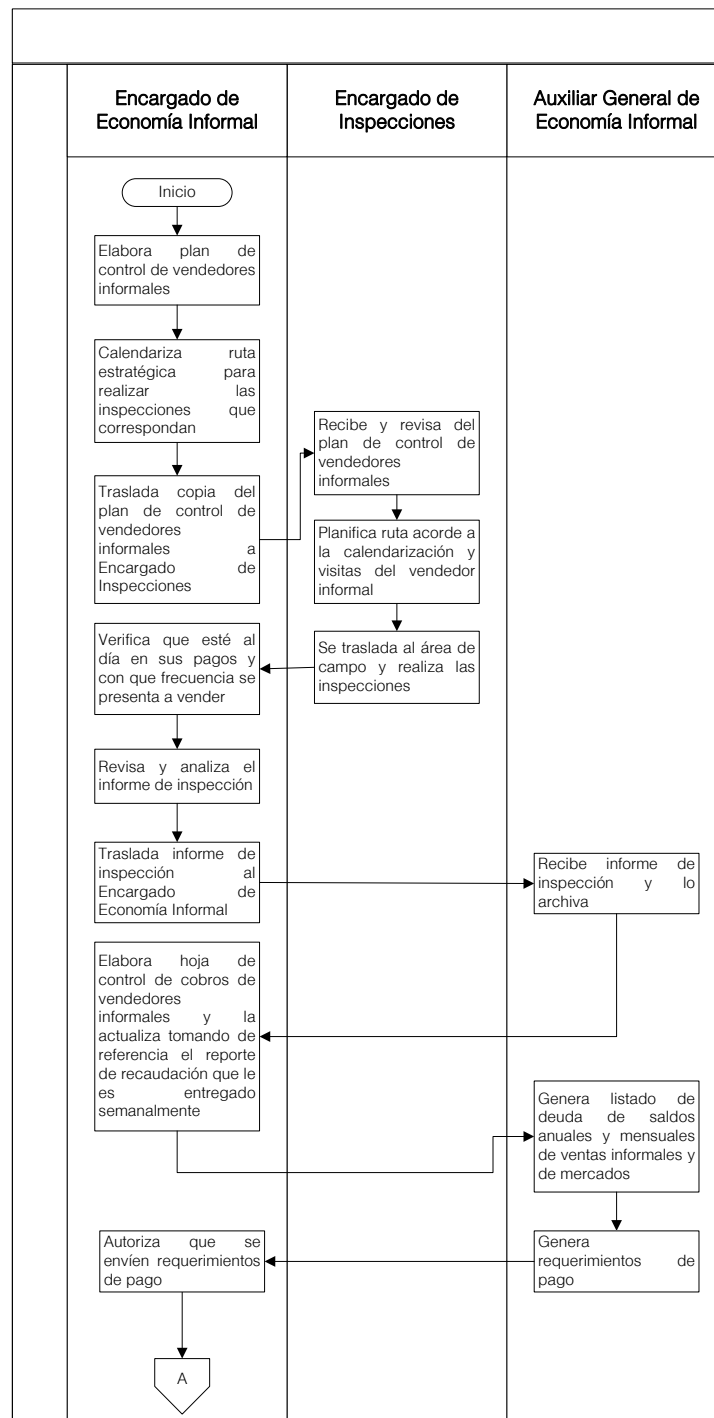 Encargado de
Economía Informal
Encargado de
Inspecciones
Auxiliar General de
Economía Informal
Inicio
Elabora plan de
control de vendedores
informales
Calendariza ruta
estratégica para
realizar las
inspecciones que
correspondan
Traslada copia del
plan de control de
vendedores
informales a
Encargado de
Inspecciones
Recibe y revisa del
plan de control de
vendedores
informales
Planifica ruta acorde a
la calendarización y
visitas del vendedor
informal
Se traslada al área de
campo y realiza las
inspecciones
Verifica que esté al
día en sus pagos y
con que frecuencia se
presenta a vender
Revisa y analiza el
informe de inspección
Traslada informe de
inspección al
Encargado de
Economía Informal
Recibe informe de
inspección y lo
archiva
Elabora hoja de
control de cobros de
vendedores
informales y la
actualiza tomando de
referencia el reporte
de recaudación que le
es entregado
semanalmente
Genera listado de
deuda de saldos
anuales y mensuales
de ventas informales y
de mercados
Genera
requerimientos de
pago
Autoriza que se
envíen requerimientos
de pago
A